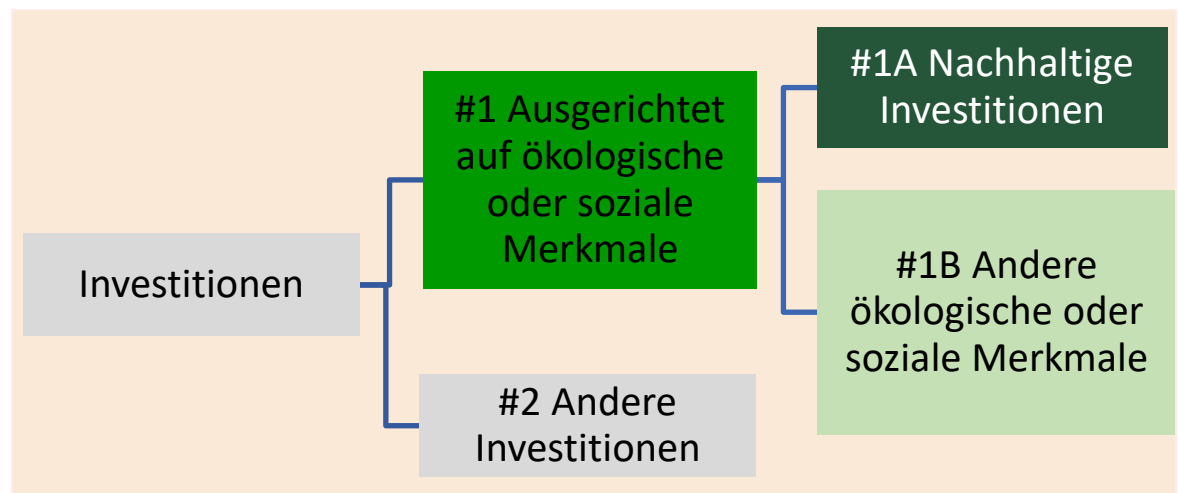 Investitionen
#1 Ausgerichtet
auf ökologische
oder soziale
Merkmale
#2 Andere
Investitionen
#1A Nachhaltige
Investitionen
#1B Andere
ökologische oder
soziale Merkmale